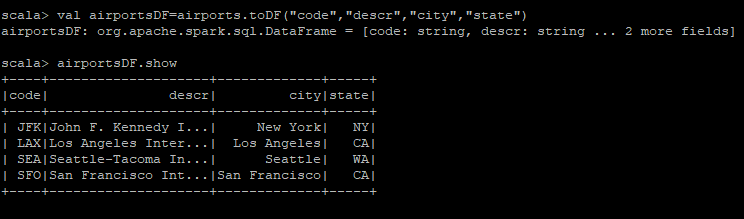 scala> val airportsDF=airports.toDF("code","descr","city","state")
airportsDF: org.apache.spark.sql.DataFrame = [code: string, descr: string ... 2 more fields]
scala> airportsDF.show
+----+--------------------+-------------+-----+
|code|               descr|         city|state|
+----+--------------------+-------------+-----+
| JFK|John F. Kennedy I...|     New York|   NY|
| LAX|Los Angeles Inter...|  Los Angeles|   CA|
| SEA|Seattle-Tacoma In...|      Seattle|   WA|
| SFO|San Francisco Int...|San Francisco|   CA|
+----+--------------------+-------------+-----+